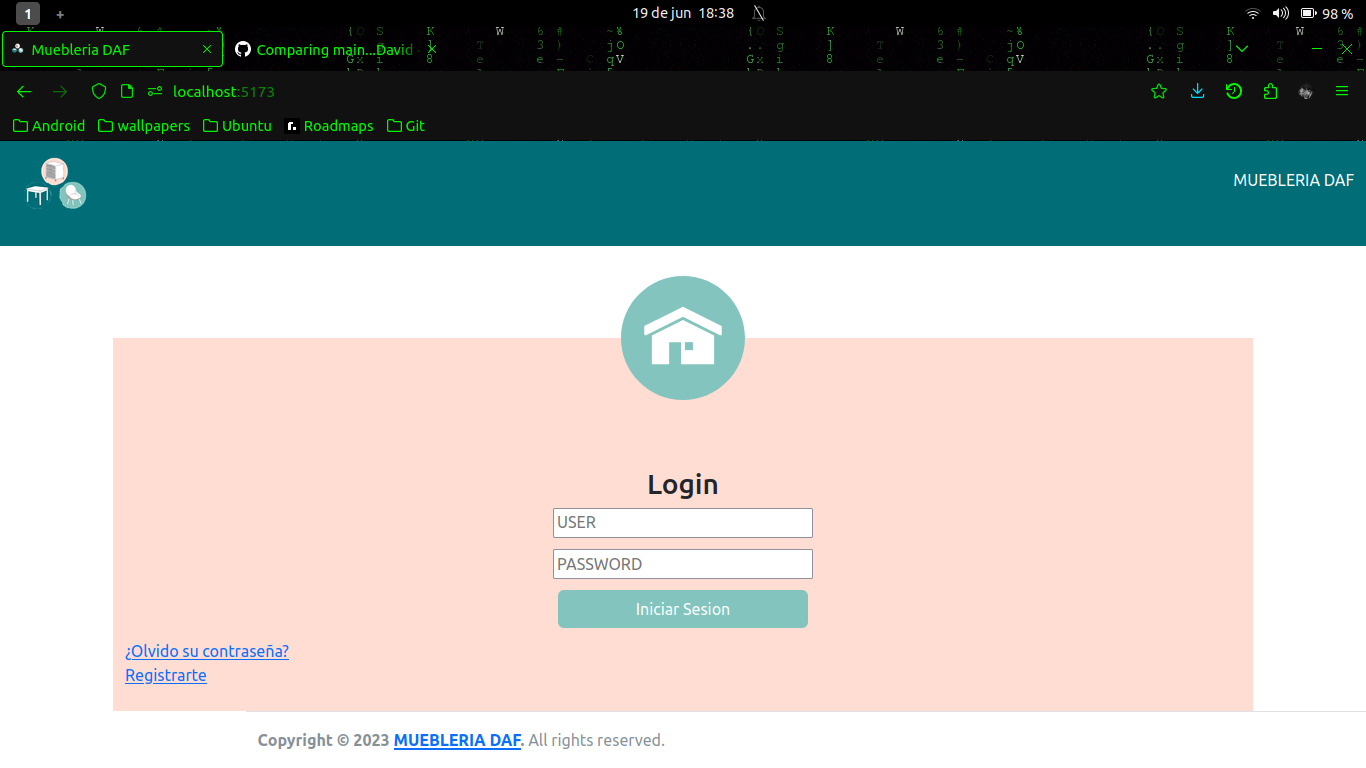 1 + 19 de jun 18:38 98 %
Muebleria DAF Comparing main...David
localhost:5173
Android wallpapers Ubuntu Roadmaps Git
MUEBLERIA DAF
Login
USER
PASSWORD
Iniciar Sesion
¿Olvido su contraseña?
Registrarte
Copyright © 2023 MUEBLERIA DAF. All rights reserved.